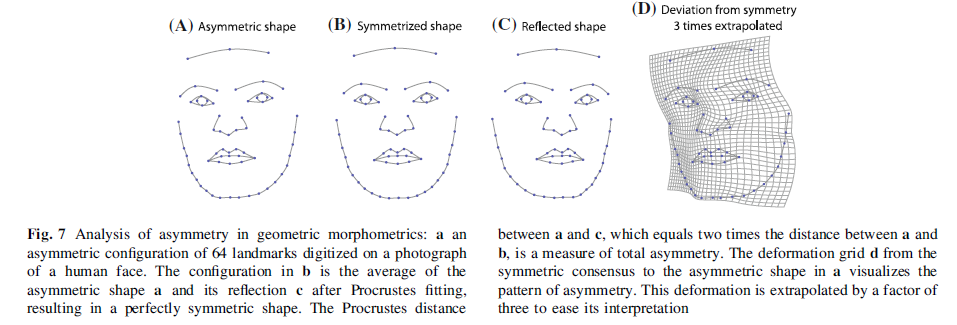 (A) Asymmetric shape
(B) Symmetrized shape
(C) Reflected shape
(D) Deviation from symmetry
3 times extrapolated
Fig. 7 Analysis of asymmetry in geometric morphometrics: a an
asymmetric configuration of 64 landmarks digitized on a photograph
of a human face. The configuration in b is the average of the
asymmetric shape a and its reflection c after Procrustes fitting,
resulting in a perfectly symmetric shape. The Procrustes distance
between a and c, which equals two times the distance between a and
b, is a measure of total asymmetry. The deformation grid d from the
symmetric consensus to the asymmetric shape in a visualizes the
pattern of asymmetry. This deformation is extrapolated by a factor of
three to ease its interpretation